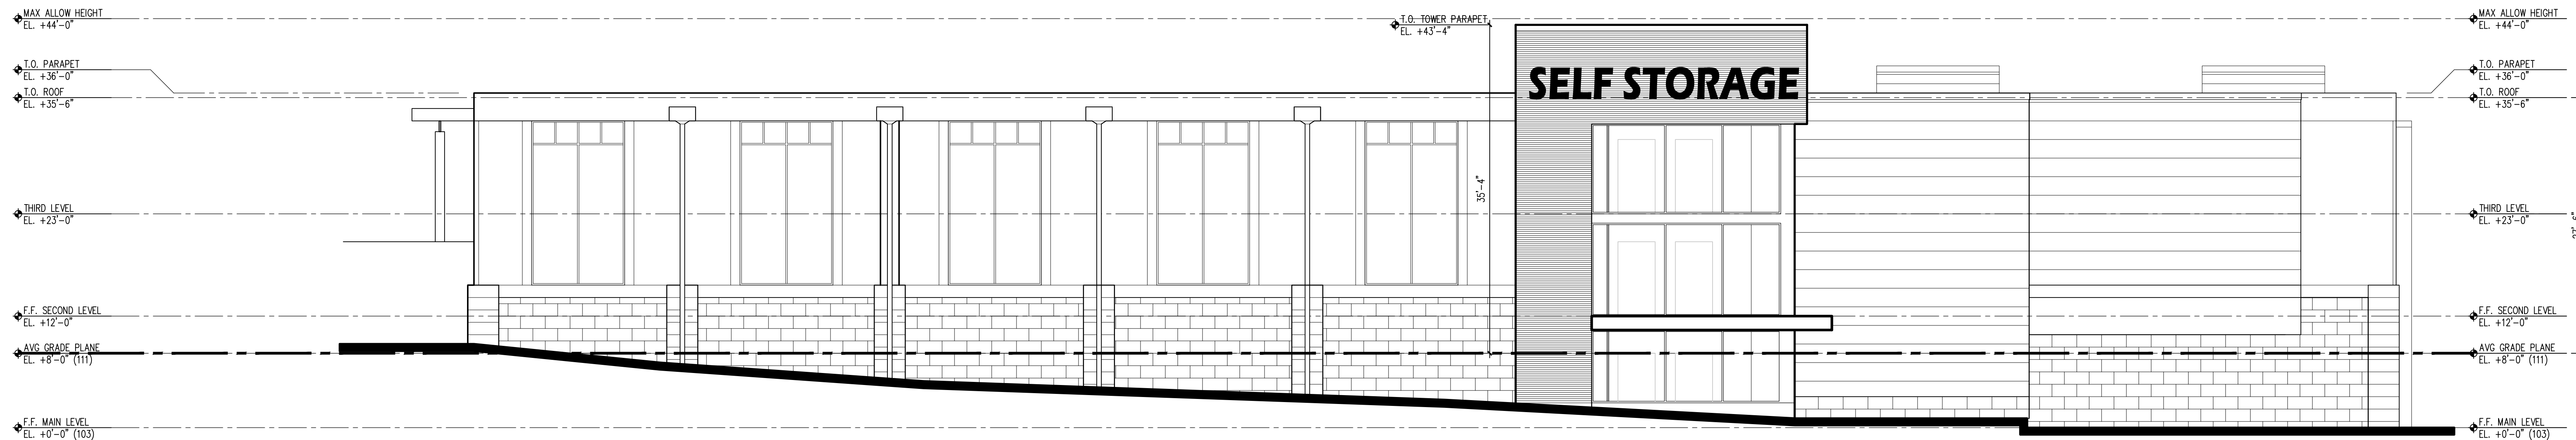 MAX ALLOW HEIGHT
EL. +44'-0"
T.O. PARAPET
EL. +36'-0"
T.O. ROOF
EL. +35'-6"
THIRD LEVEL
EL. +23'-0"
F.F. SECOND LEVEL
EL. +12'-0"
AVG GRADE PLANE
EL. +8'-0" (111)
F.F. MAIN LEVEL
EL. +0'-0" (103)
T.O. TOWER PARAPET
EL. +43'-4"
35'-4"
SELF STORAGE
MAX ALLOW HEIGHT
EL. +44'-0"
T.O. PARAPET
EL. +36'-0"
T.O. ROOF
EL. +35'-6"
THIRD LEVEL
EL. +23'-0"
F.F. SECOND LEVEL
EL. +12'-0"
AVG GRADE PLANE
EL. +8'-0" (111)
F.F. MAIN LEVEL
EL. +0'-0" (103)